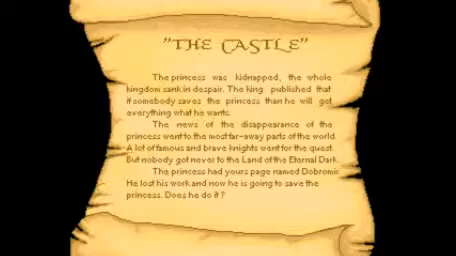 "THE CASTLE"
The princess was kidnapped, the whole
kingdom sank in despair. The king published that
if somebody saves the princess than he will get
everything what he wants.
The news of the disappearance of the
princess went to the most far-away parts of the world.
A lot of famous and brave knights went for the quest.
But nobody got never to the Land of the Eternal Dark.
The princess had yours page named Dobromir
He lost his work and now he is going to save the
princess. Does he do it ?